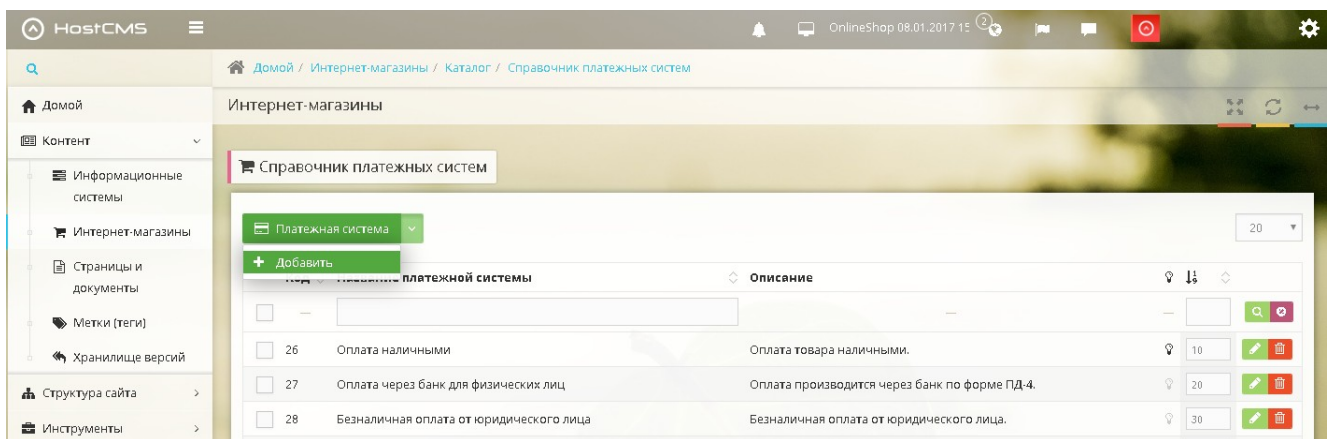 HostCMS
OnlineShop 08.01.2017 15
2
Домой / Интернет-магазины / Каталог / Справочник платежных систем
Домой
Интернет-магазины
Контент
Информационные
системы
Справочник платежных систем
Интернет-магазины
Платежная система
20
Страницы и
документы
Добавить
Код
Название платежной системы
Описание
Метки (теги)
Хранилище версий
26 Оплата наличными Оплата товара наличными. 10
Структура сайта
27 Оплата через банк для физических лиц Оплата производится через банк по форме ПД-4. 20
Инструменты
28 Безналичная оплата от юридического лица Безналичная оплата от юридического лица. 30